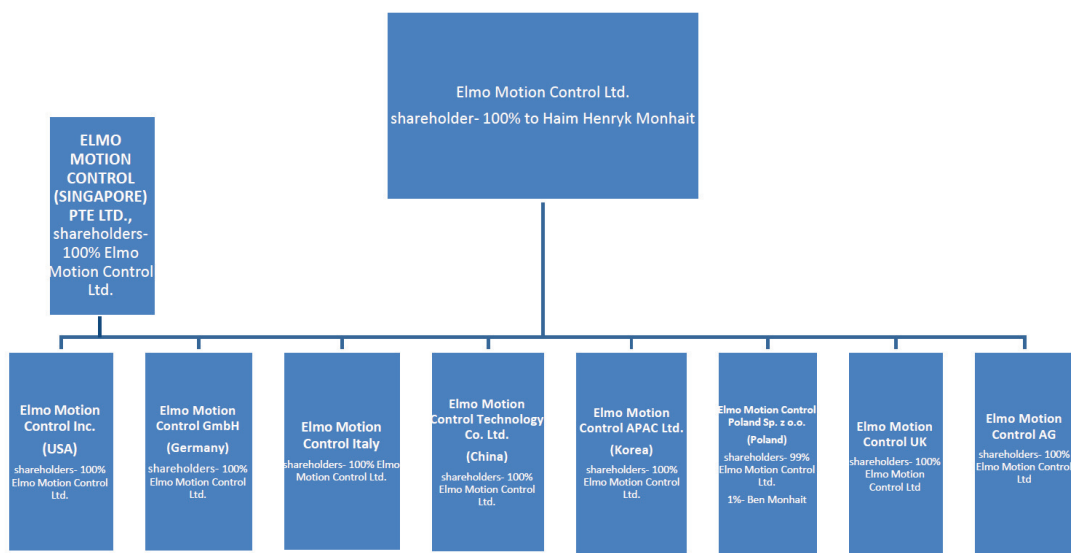 Elmo Motion Control Ltd.
shareholder- 100% to Haim Henryk Monhait
ELMO
MOTION
CONTROL
(SINGAPORE)
PTE LTD.,
shareholders-
100% Elmo
Motion Control
Ltd.
Elmo Motion
Control Inc.
(USA)
shareholders- 100%
Elmo Motion Control
Ltd.
Elmo Motion
Control GmbH
(Germany)
shareholders- 100%
Elmo Motion Control
Ltd.
Elmo Motion
Control Italy
shareholders- 100% Elmo
Motion Control Ltd.
Elmo Motion
Control Technology
Co. Ltd.
(China)
shareholders- 100%
Elmo Motion Control
Ltd.
Elmo Motion
Control APAC Ltd.
(Korea)
shareholders- 100%
Elmo Motion Control
Ltd.
Elmo Motion Control
Poland Sp. z o.o.
(Poland)
shareholders- 99%
Elmo Motion Control
Ltd.
1%- Ben Monhait
Elmo Motion
Control UK
shareholders- 100%
Elmo Motion
Control Ltd
Elmo Motion
Control AG
shareholders- 100%
Elmo Motion Control
Ltd